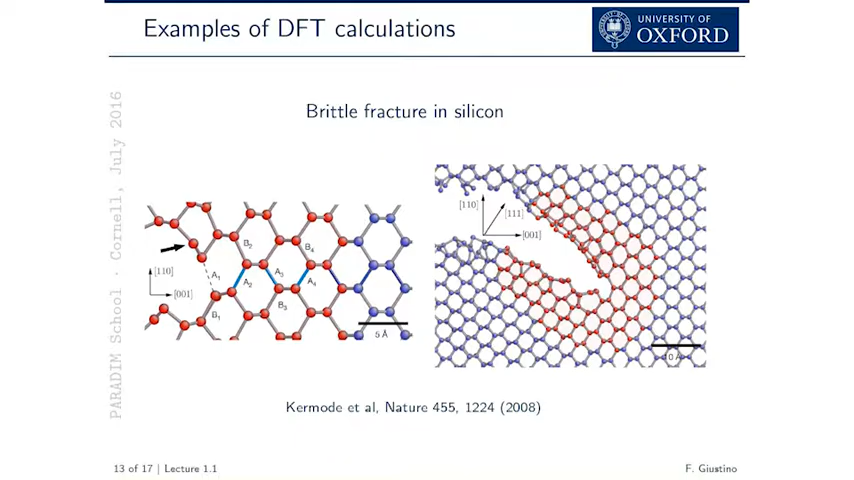 Examples of DFT calculations
UNIVERSITY OF
OXFORD
PARADIM School · Cornell, July 2016
Brittle fracture in silicon
B2
B4
A1
A2
A3
A4
B1
B3
[110]
[001]
5 Å
[110]
[111]
[001]
10 Å
Kermode et al, Nature 455, 1224 (2008)
13 of 17 | Lecture 1.1
F. Giustino